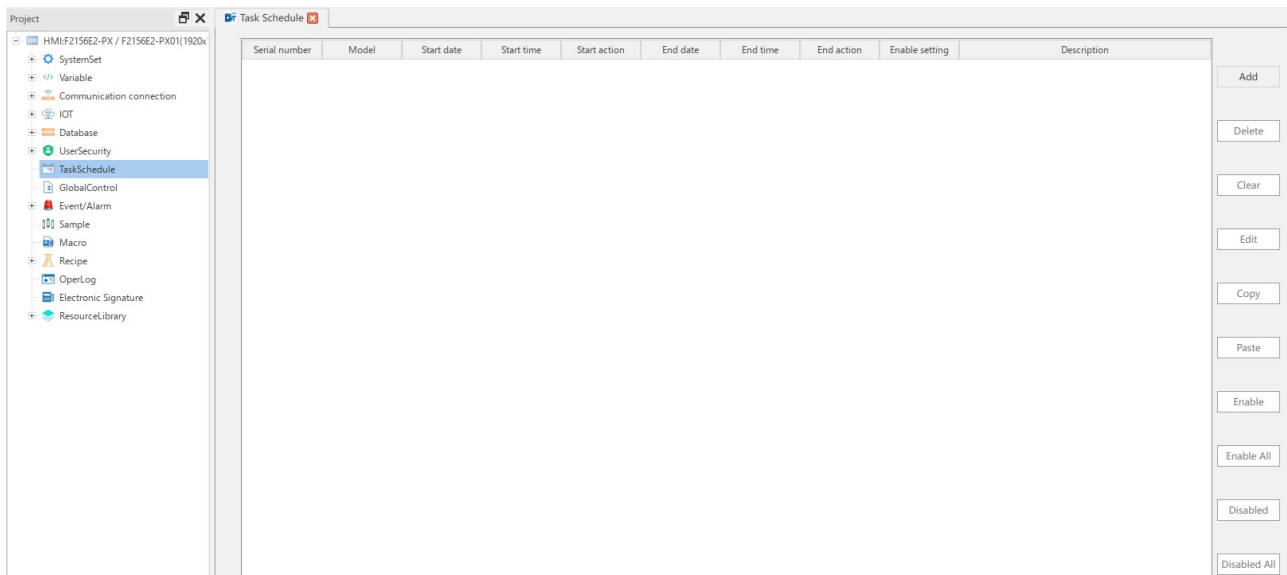 Project
HMI:F2156E2-PX / F2156E2-PX01(1920x
SystemSet
Variable
Communication connection
IOT
Database
UserSecurity
TaskSchedule
GlobalControl
Event/Alarm
Sample
Macro
Recipe
OperLog
Electronic Signature
ResourceLibrary
Task Schedule
Serial number Model Start date Start time Start action End date End time End action Enable setting Description
Add
Delete
Clear
Edit
Copy
Paste
Enable
Enable All
Disabled
Disabled All